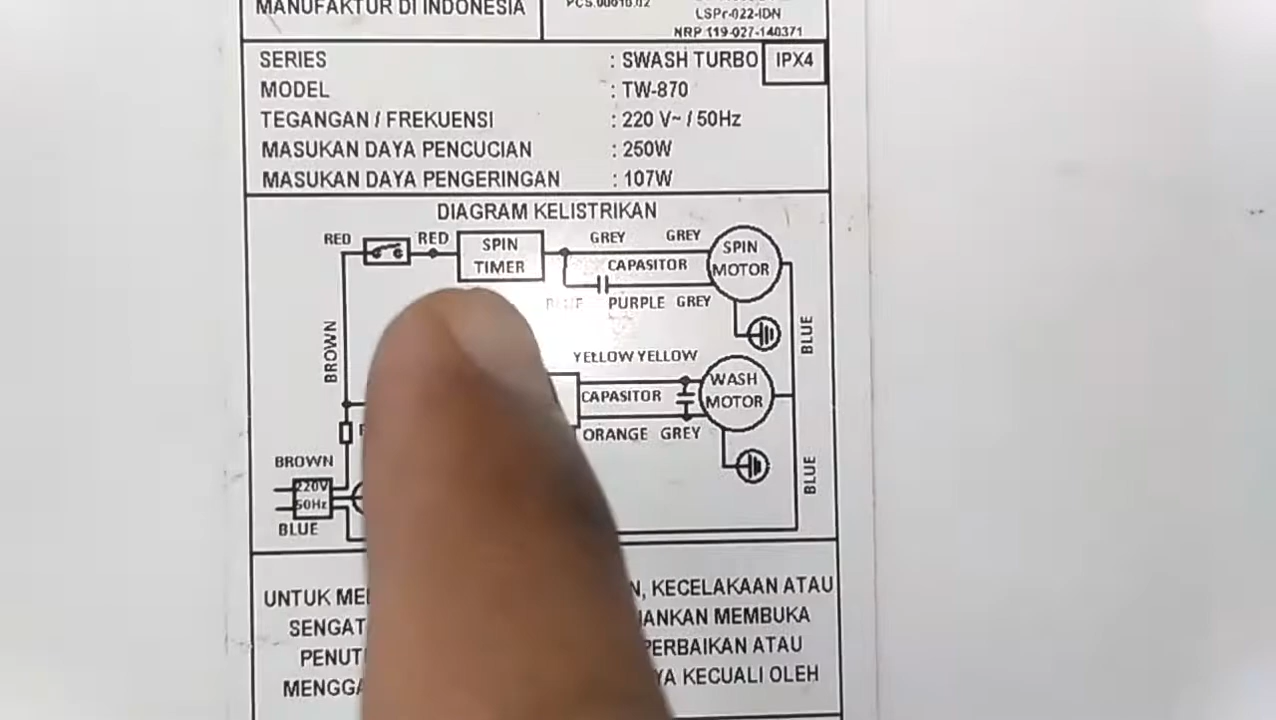 MANUFAKTUR DI INDONESIA
LSPr-022-IDN
NRP 119-027-140371
SERIES : SWASH TURBO IPX4
MODEL : TW-870
TEGANGAN / FREKUENSI : 220 V~ / 50Hz
MASUKAN DAYA PENCUCIAN : 250W
MASUKAN DAYA PENGERINGAN : 107W
DIAGRAM KELISTRIKAN
RED RED SPIN TIMER GREY GREY SPIN MOTOR
CAPASITOR
BLUE PURPLE GREY
BROWN BLUE
YELLOW YELLOW
CAPASITOR WASH MOTOR
ORANGE GREY
BROWN BLUE
220V
50Hz
BLUE
UNTUK N, KECELAKAAN ATAU
SENGAT ANKAN MEMBUKA
PENUT PERBAIKAN ATAU
MENGGA YA KECUALI OLEH